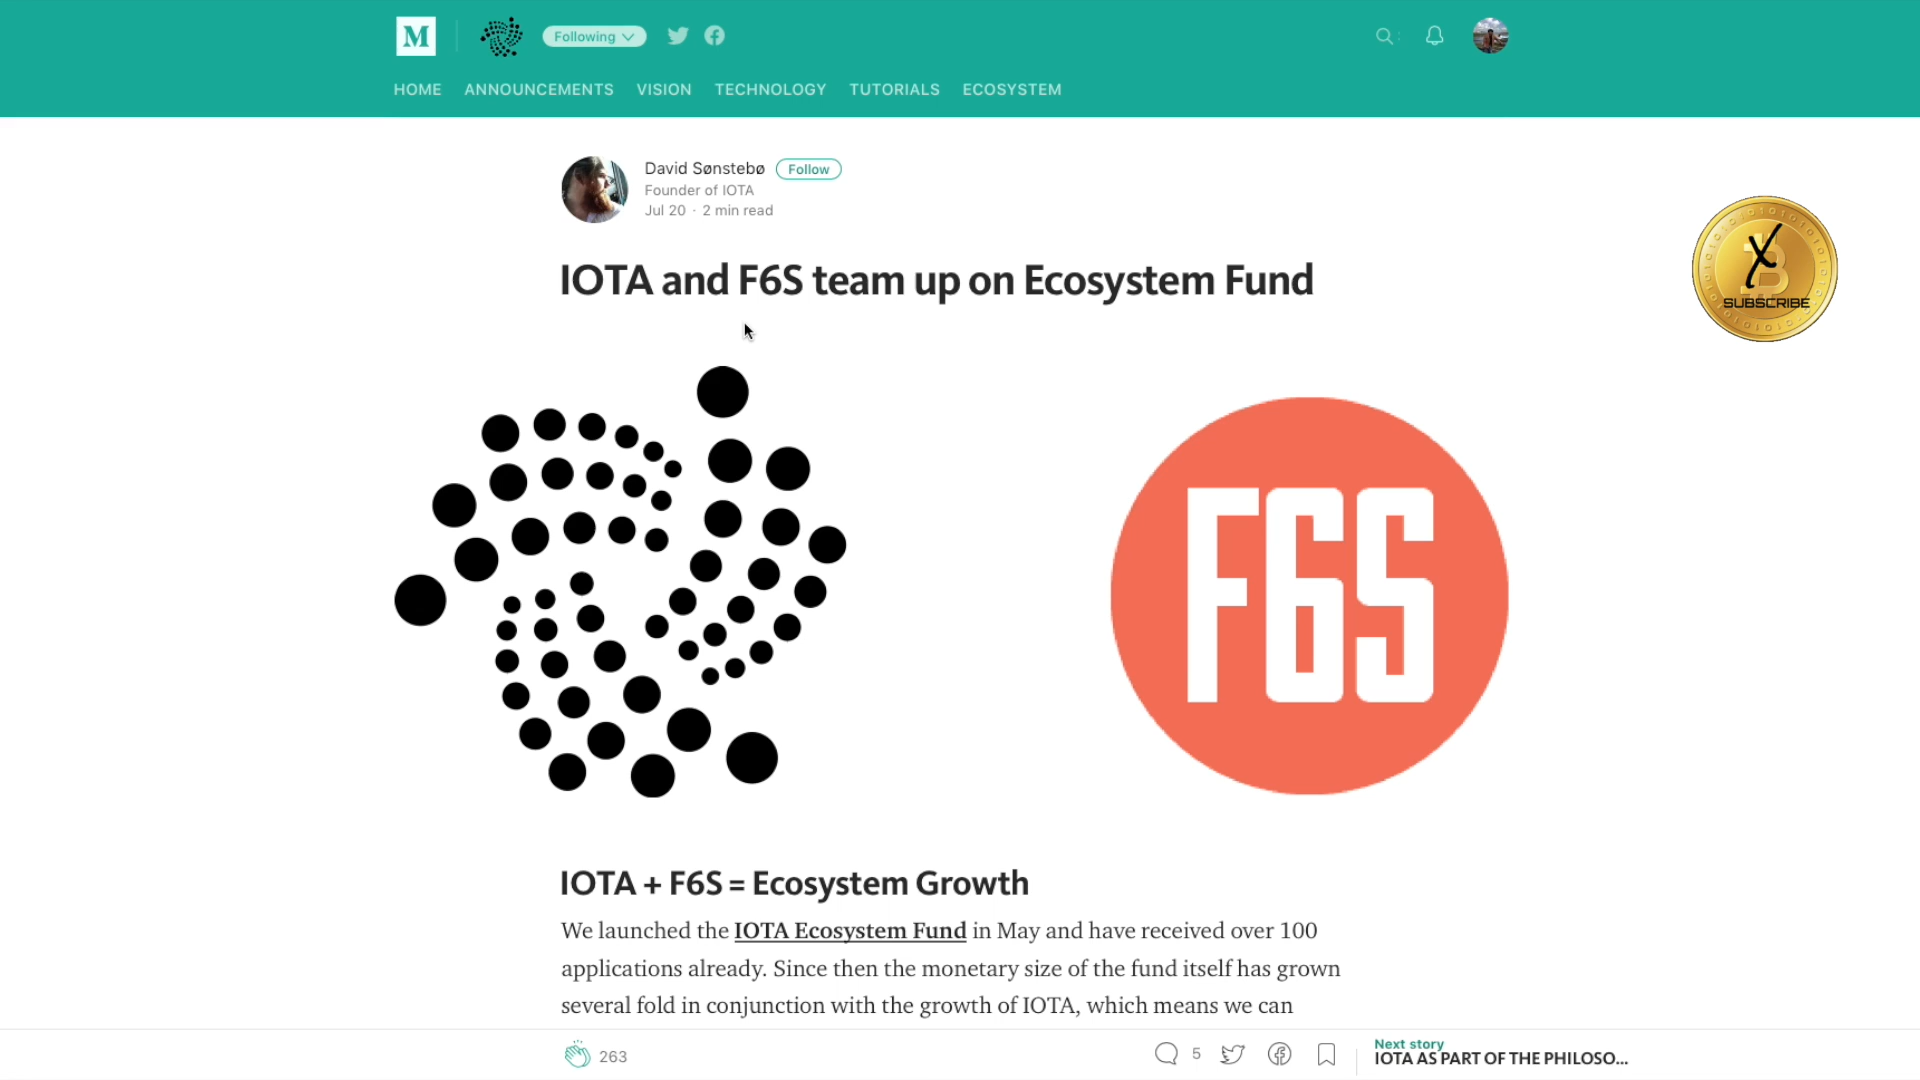 M
Following
HOME ANNOUNCEMENTS VISION TECHNOLOGY TUTORIALS ECOSYSTEM
David Sønstebø Follow
Founder of IOTA
Jul 20 · 2 min read
IOTA and F6S team up on Ecosystem Fund
SUBSCRIBE
F6S
IOTA + F6S = Ecosystem Growth
We launched the IOTA Ecosystem Fund in May and have received over 100
applications already. Since then the monetary size of the fund itself has grown
several fold in conjunction with the growth of IOTA, which means we can
263
5
Next story
IOTA AS PART OF THE PHILOSO...